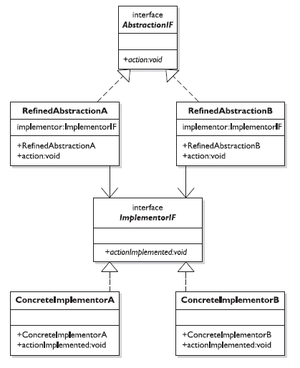 interface
AbstractionIF
+action:void
RefinedAbstractionA
implementor:ImplementorIF
+RefinedAbstractionA
+action:void
RefinedAbstractionB
implementor:ImplementorIF
+RefinedAbstractionB
+action:void
interface
ImplementorIF
+actionImplemented:void
ConcreteImplementorA
+ConcreteImplementorA
+actionImplemented:void
ConcreteImplementorB
+ConcreteImplementorB
+actionImplemented:void